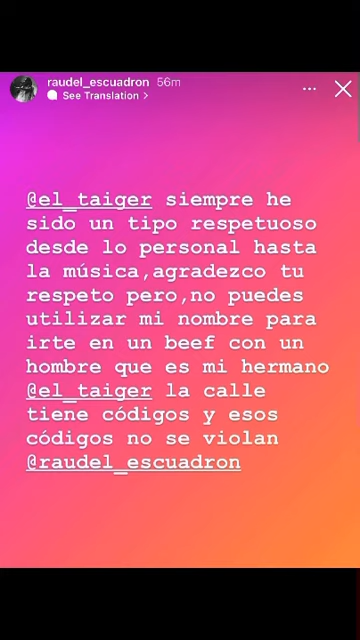 raudel_escuadron 56m
See Translation >
@el_taiger siempre he
sido un tipo respetuoso
desde lo personal hasta
la música,agradezco tu
respeto pero,no puedes
utilizar mi nombre para
irte en un beef con un
hombre que es mi hermano
@el_taiger la calle
tiene códigos y esos
códigos no se violan
@raudel_escuadron